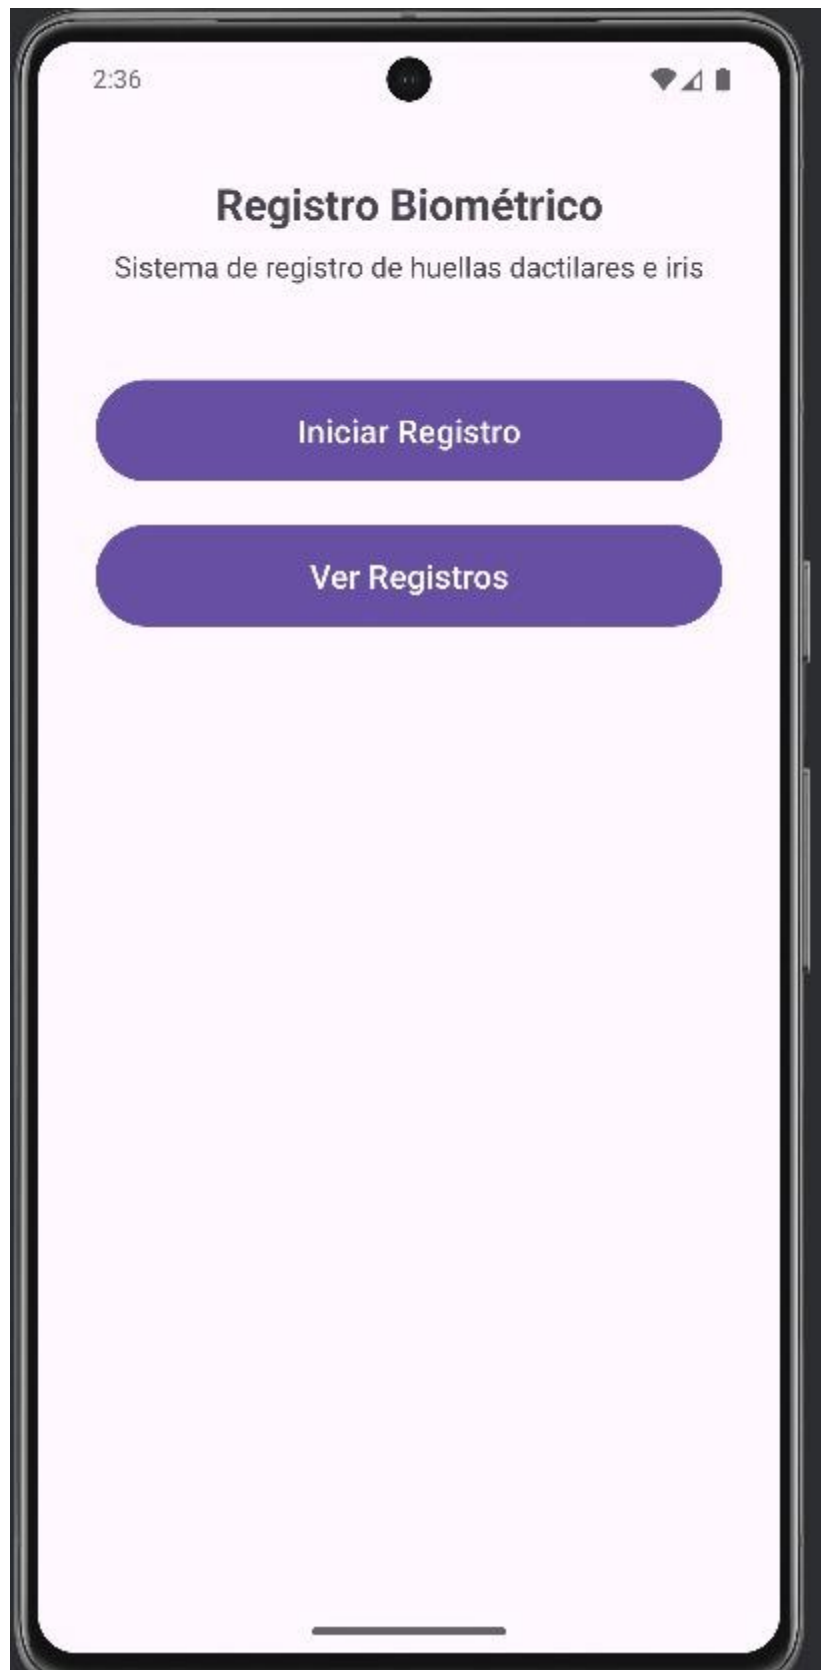 2:36
Registro Biométrico
Sistema de registro de huellas dactilares e iris
Iniciar Registro
Ver Registros